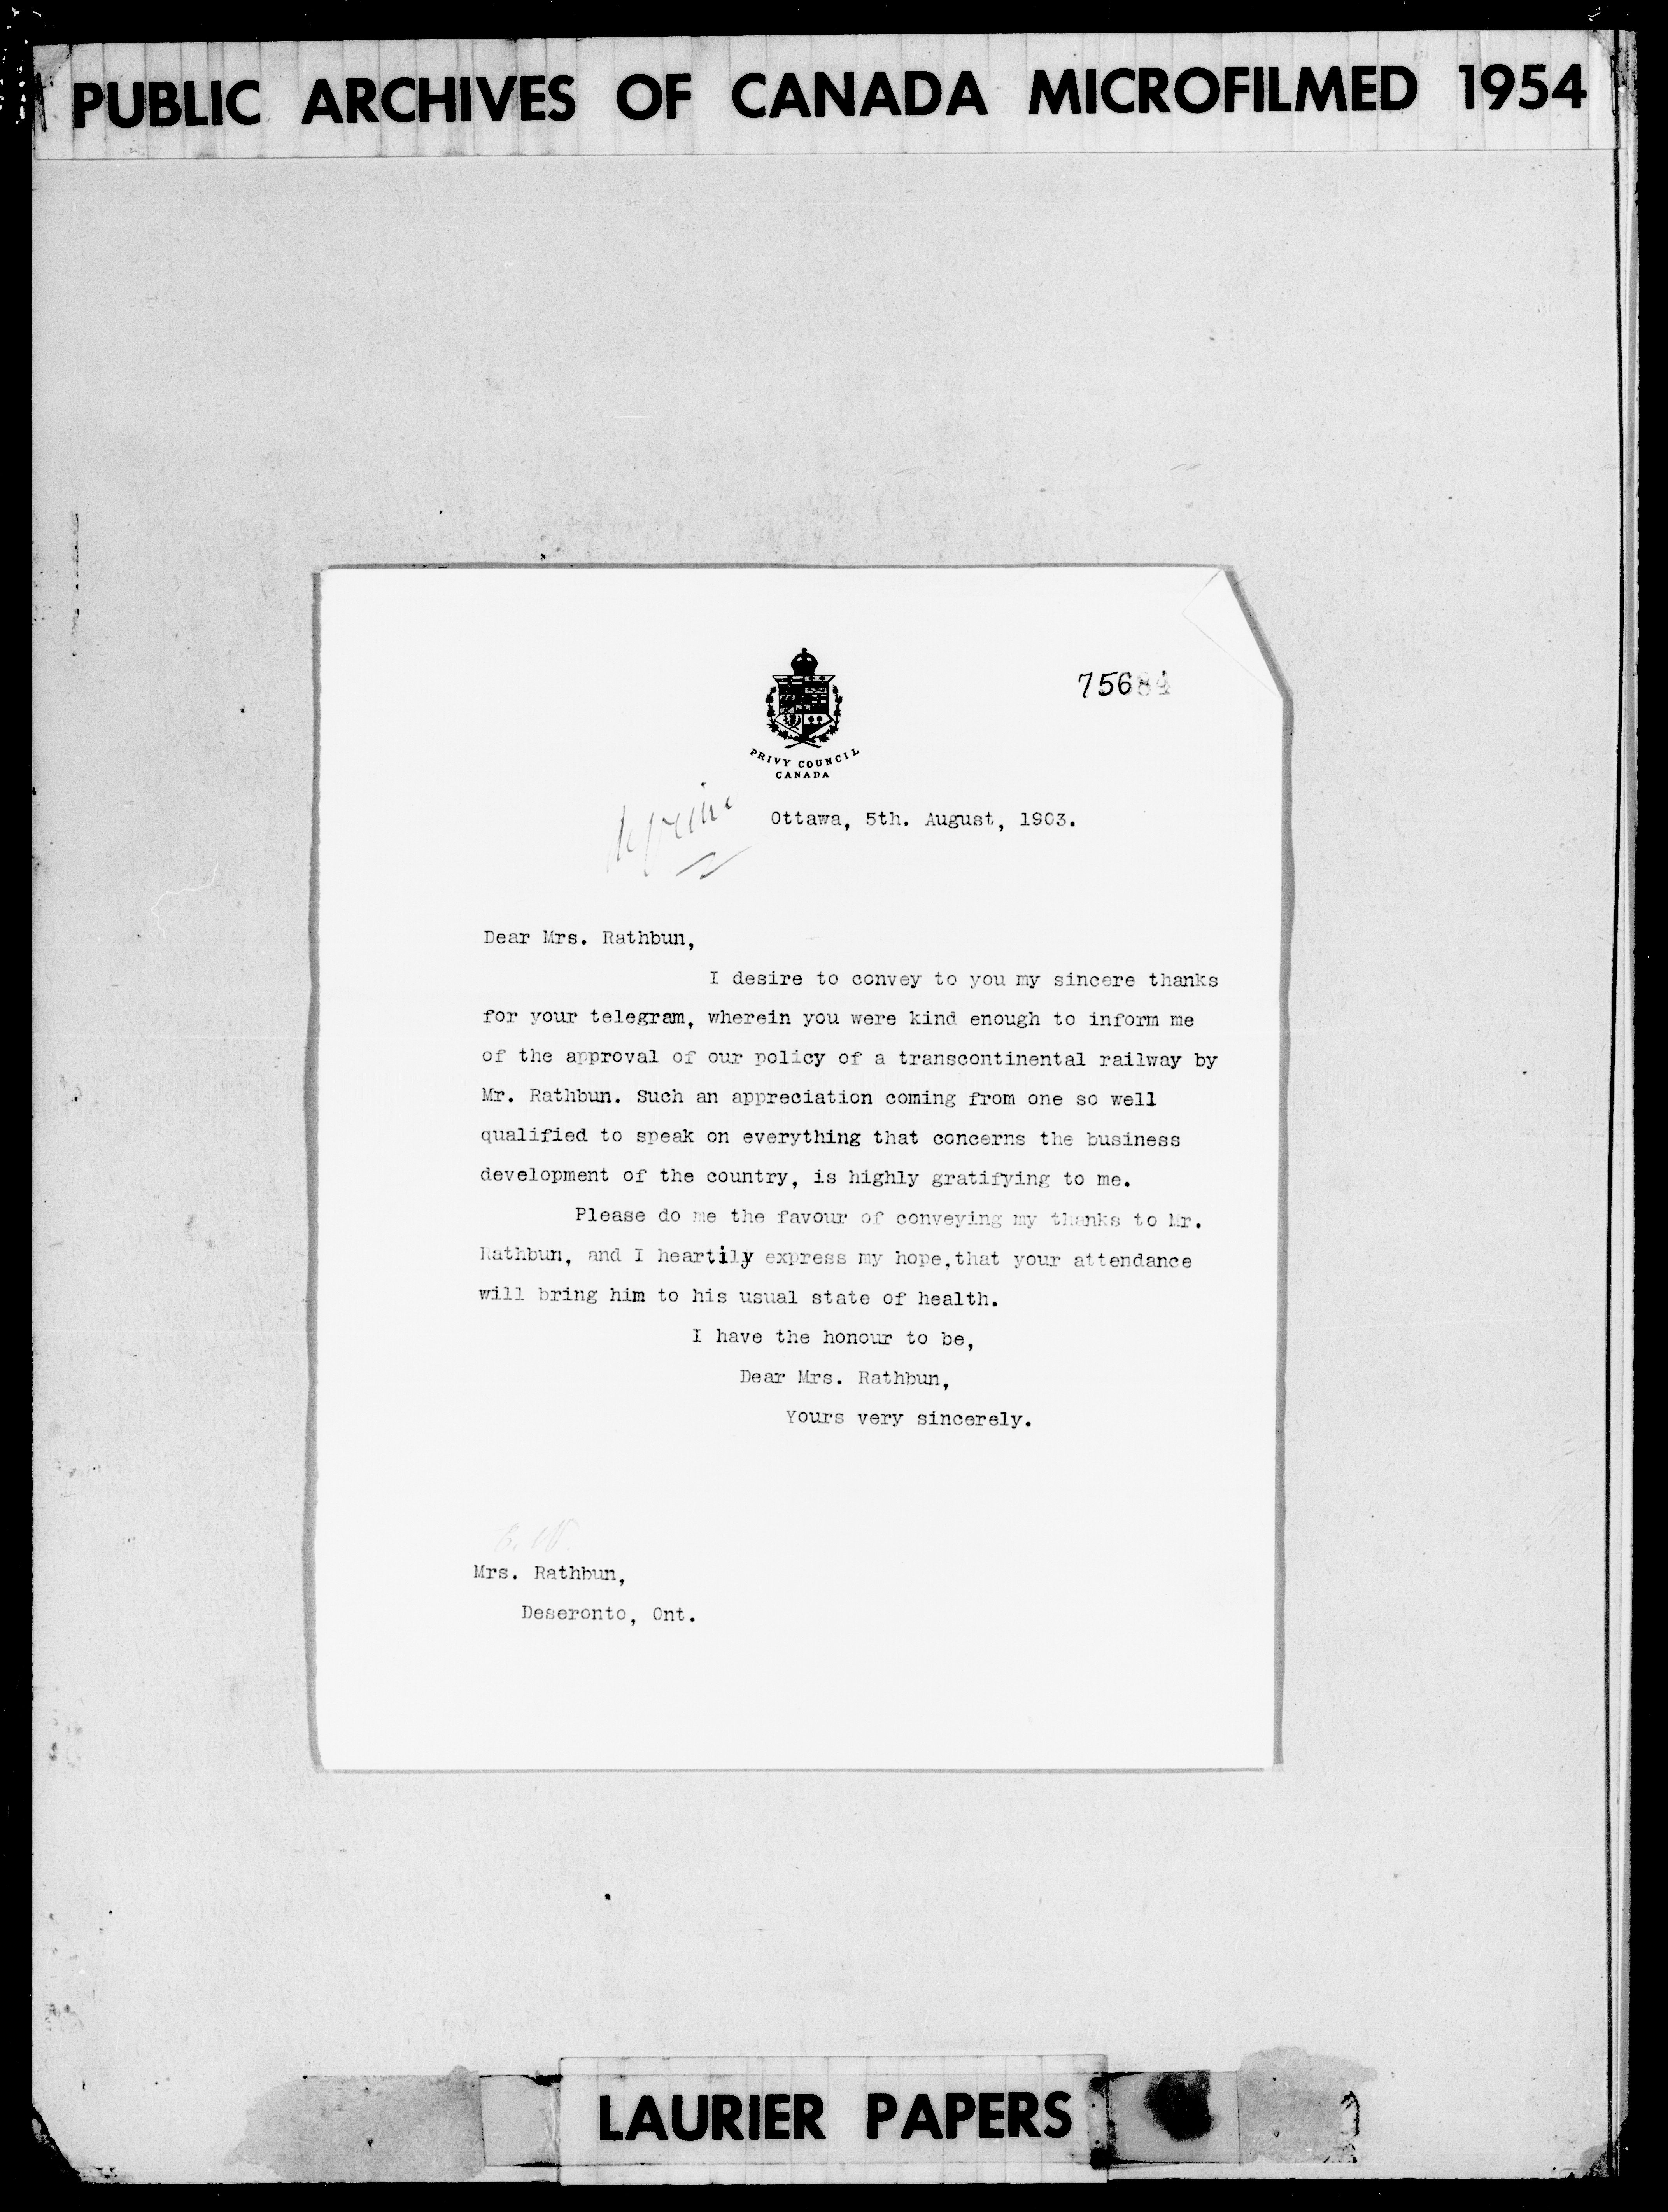 PUBLIC ARCHIVES OF CANADA MICROFILMED 1954
75684
PRIVY COUNCIL
CANADA
Ottawa, 5th. August, 1903.
Dear Mrs. Rathbun,
I desire to convey to you my sincere thanks
for your telegram, wherein you were kind enough to inform me
of the approval of our policy of a transcontinental railway by
Mr. Rathbun. Such an appreciation coming from one so well
qualified to speak on everything that concerns the business
development of the country, is highly gratifying to me.
Please do me the favour of conveying my thanks to Mr.
Rathbun, and I heartily express my hope,that your attendance
will bring him to his usual state of health.
I have the honour to be,
Dear Mrs. Rathbun,
Yours very sincerely.
Mrs. Rathbun,
Deseronto, Ont.
LAURIER PAPERS